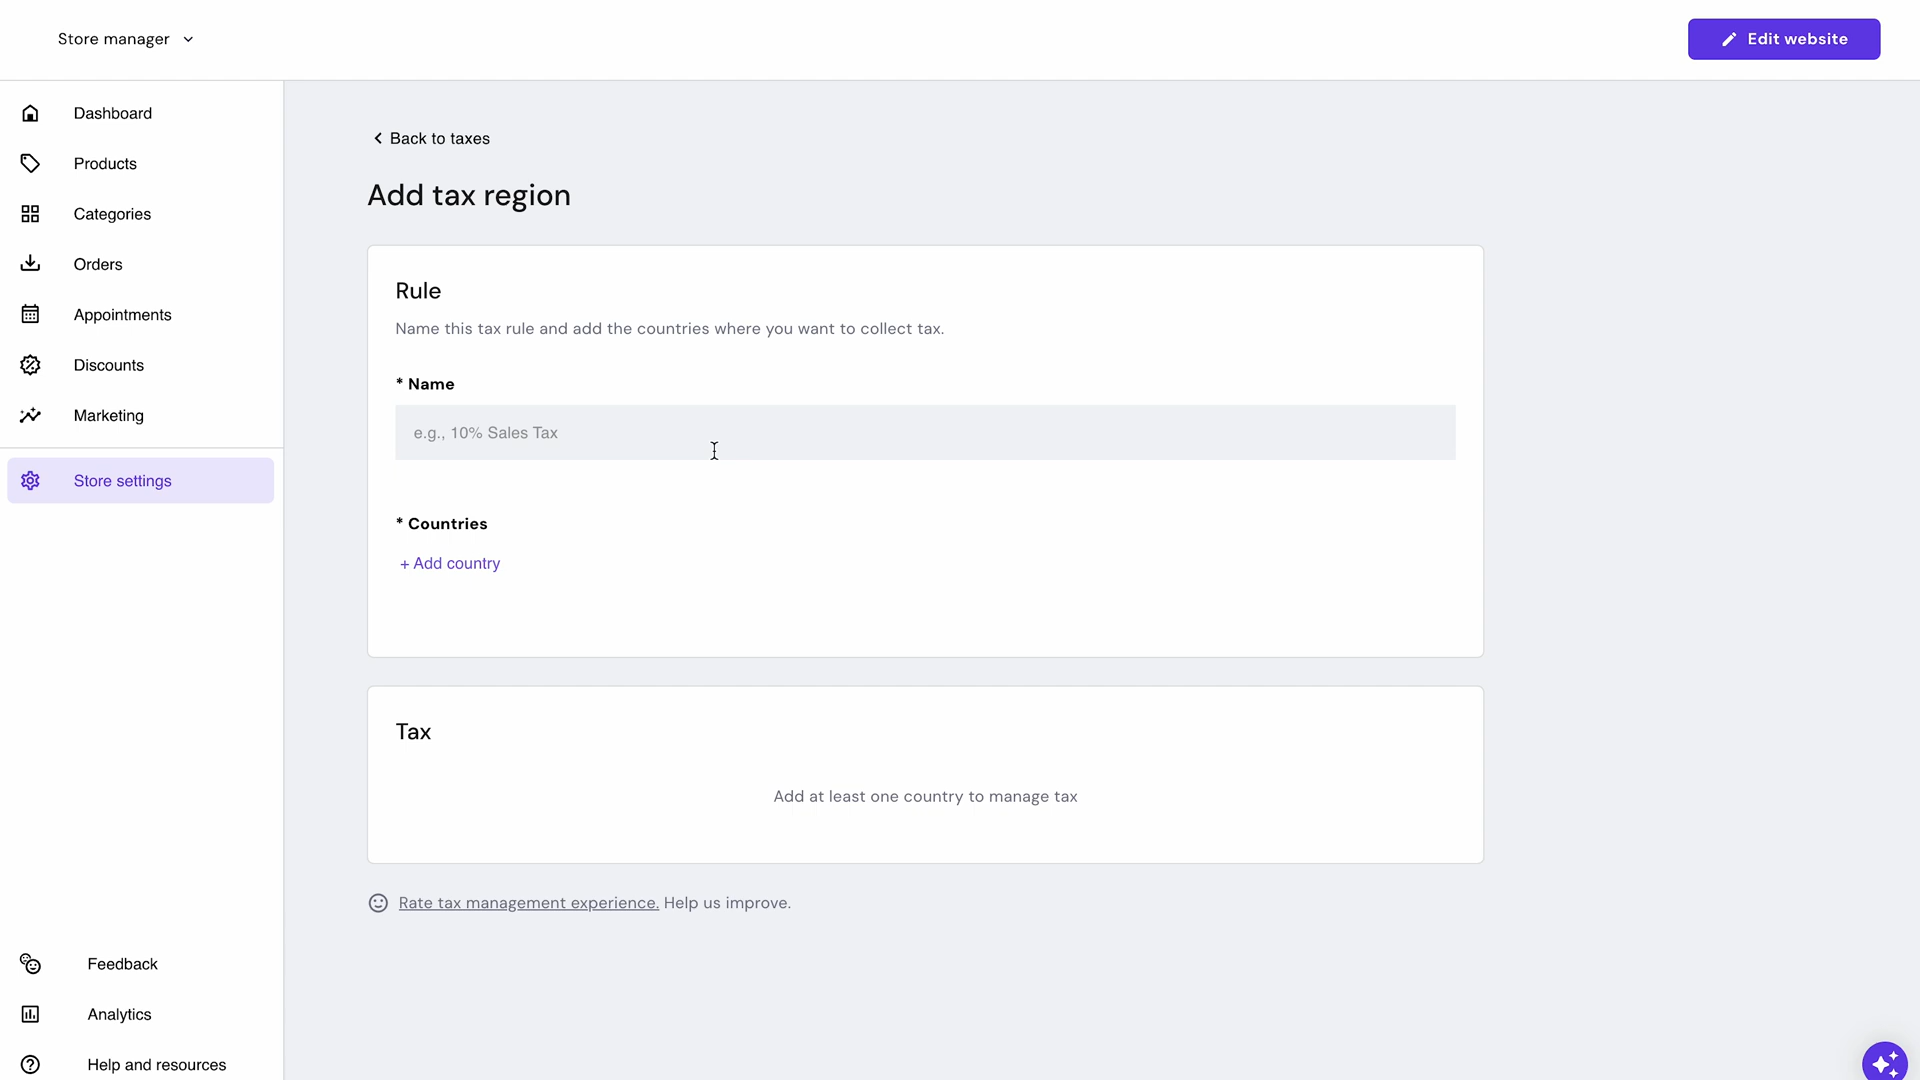 Store manager
Edit website
Dashboard
Products
Categories
Orders
Appointments
Discounts
Marketing
Store settings
Feedback
Analytics
Help and resources
Back to taxes
Add tax region
Rule
Name this tax rule and add the countries where you want to collect tax.
* Name
e.g., 10% Sales Tax
* Countries
+ Add country
Tax
Add at least one country to manage tax
Rate tax management experience. Help us improve.